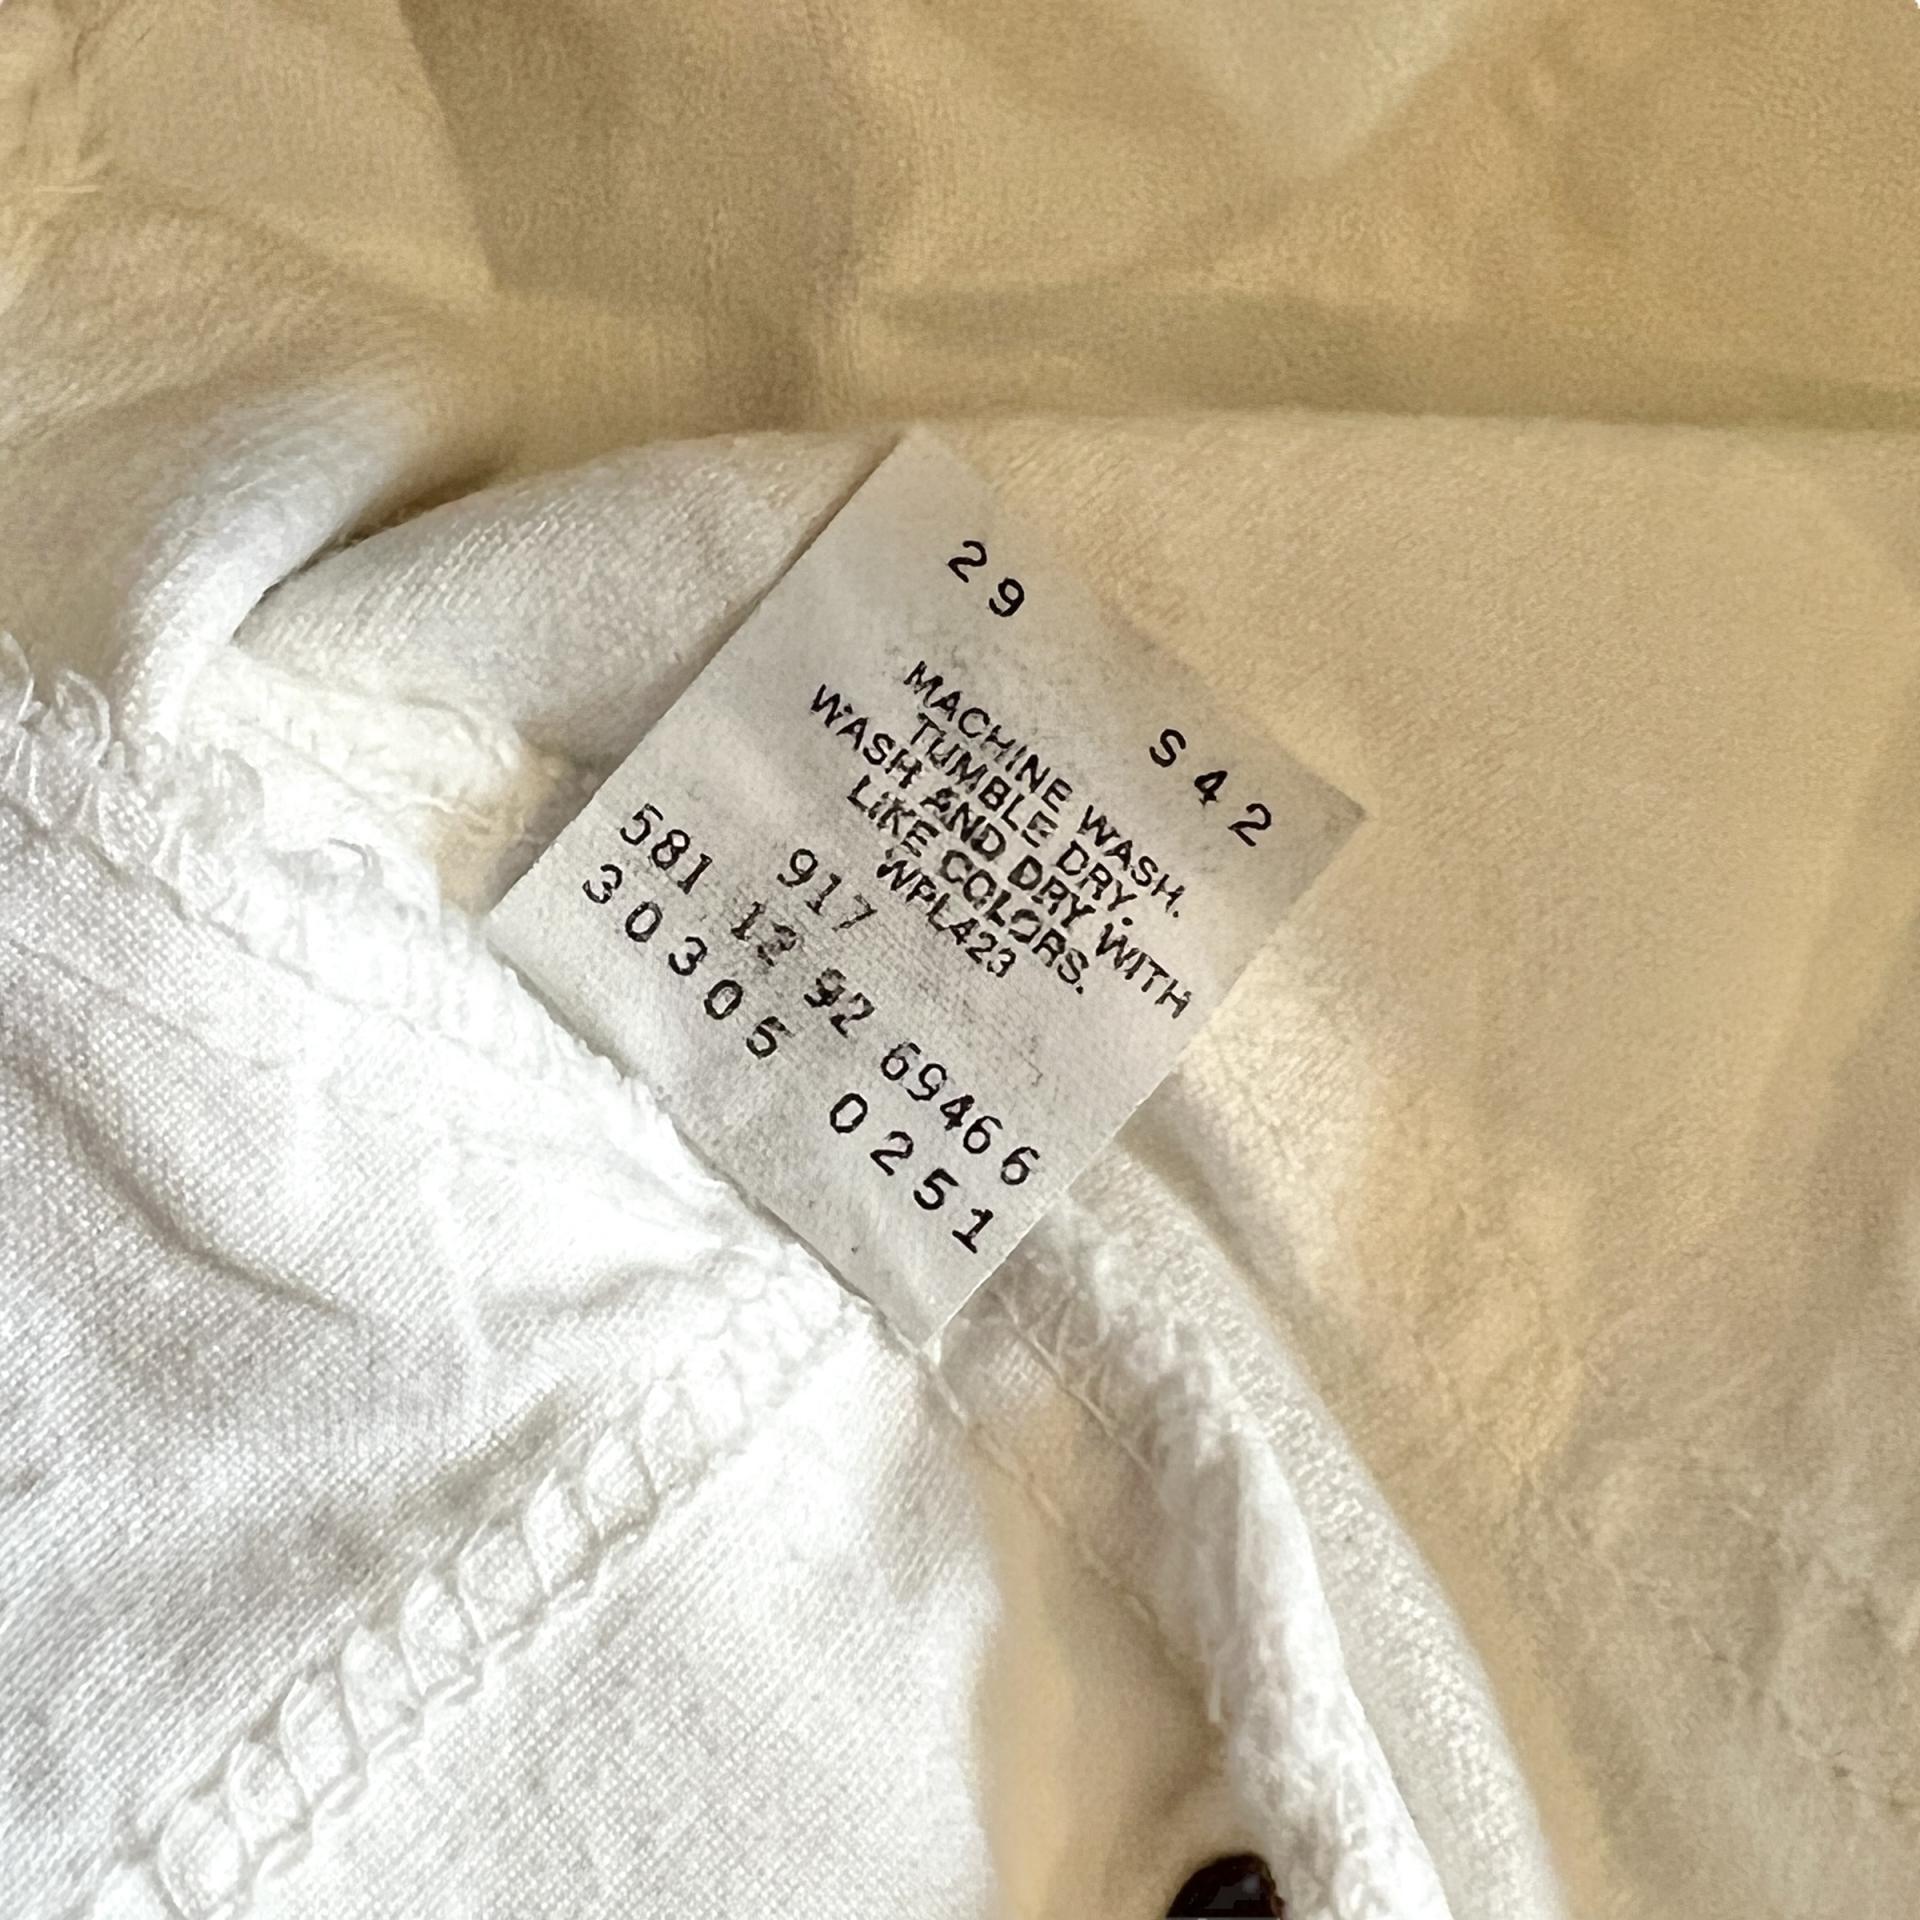 29 S42
MACHINE WASH.
TUMBLE DRY.
WASH AND DRY WITH
LIKE COLORS.
WPL423
917
581 12 92 69466
30305 0251